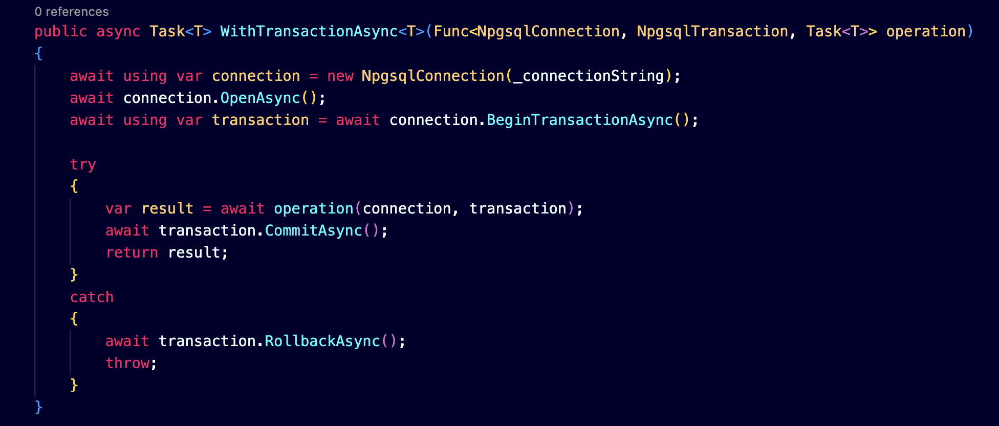 0 references
public async Task<T> WithTransactionAsync<T>(Func<NpgsqlConnection, NpgsqlTransaction, Task<T>> operation)
{
    await using var connection = new NpgsqlConnection(_connectionString);
    await connection.OpenAsync();
    await using var transaction = await connection.BeginTransactionAsync();

    try
    {
        var result = await operation(connection, transaction);
        await transaction.CommitAsync();
        return result;
    }
    catch
    {
        await transaction.RollbackAsync();
        throw;
    }
}